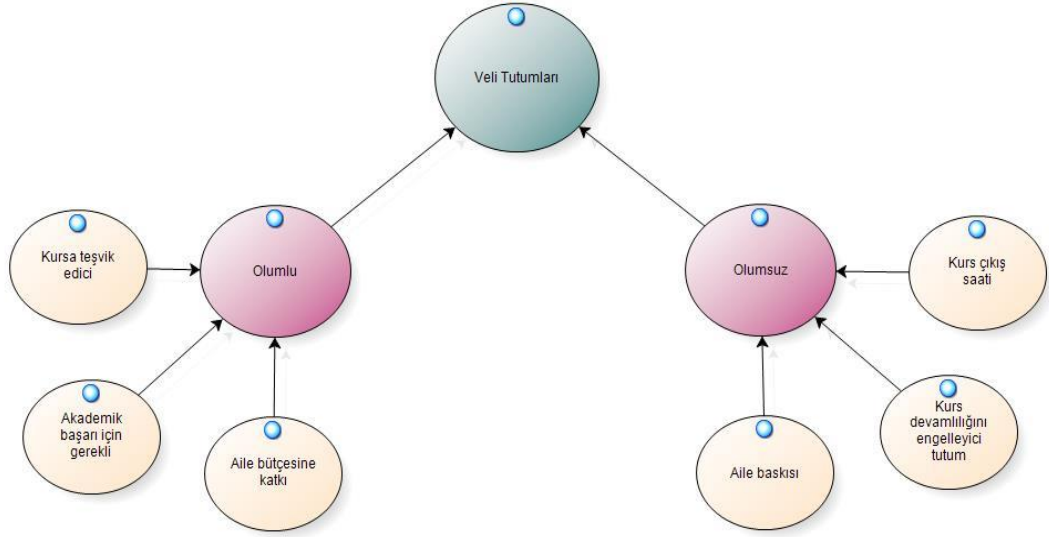 Veli Tutumları
Olumlu
Olumsuz
Kursa teşvik
edici
Kurs çıkış
saati
Akademik
başarı için
gerekli
Aile bütçesine
katkı
Aile baskısı
Kurs
devamlılığını
engelleyici
tutum